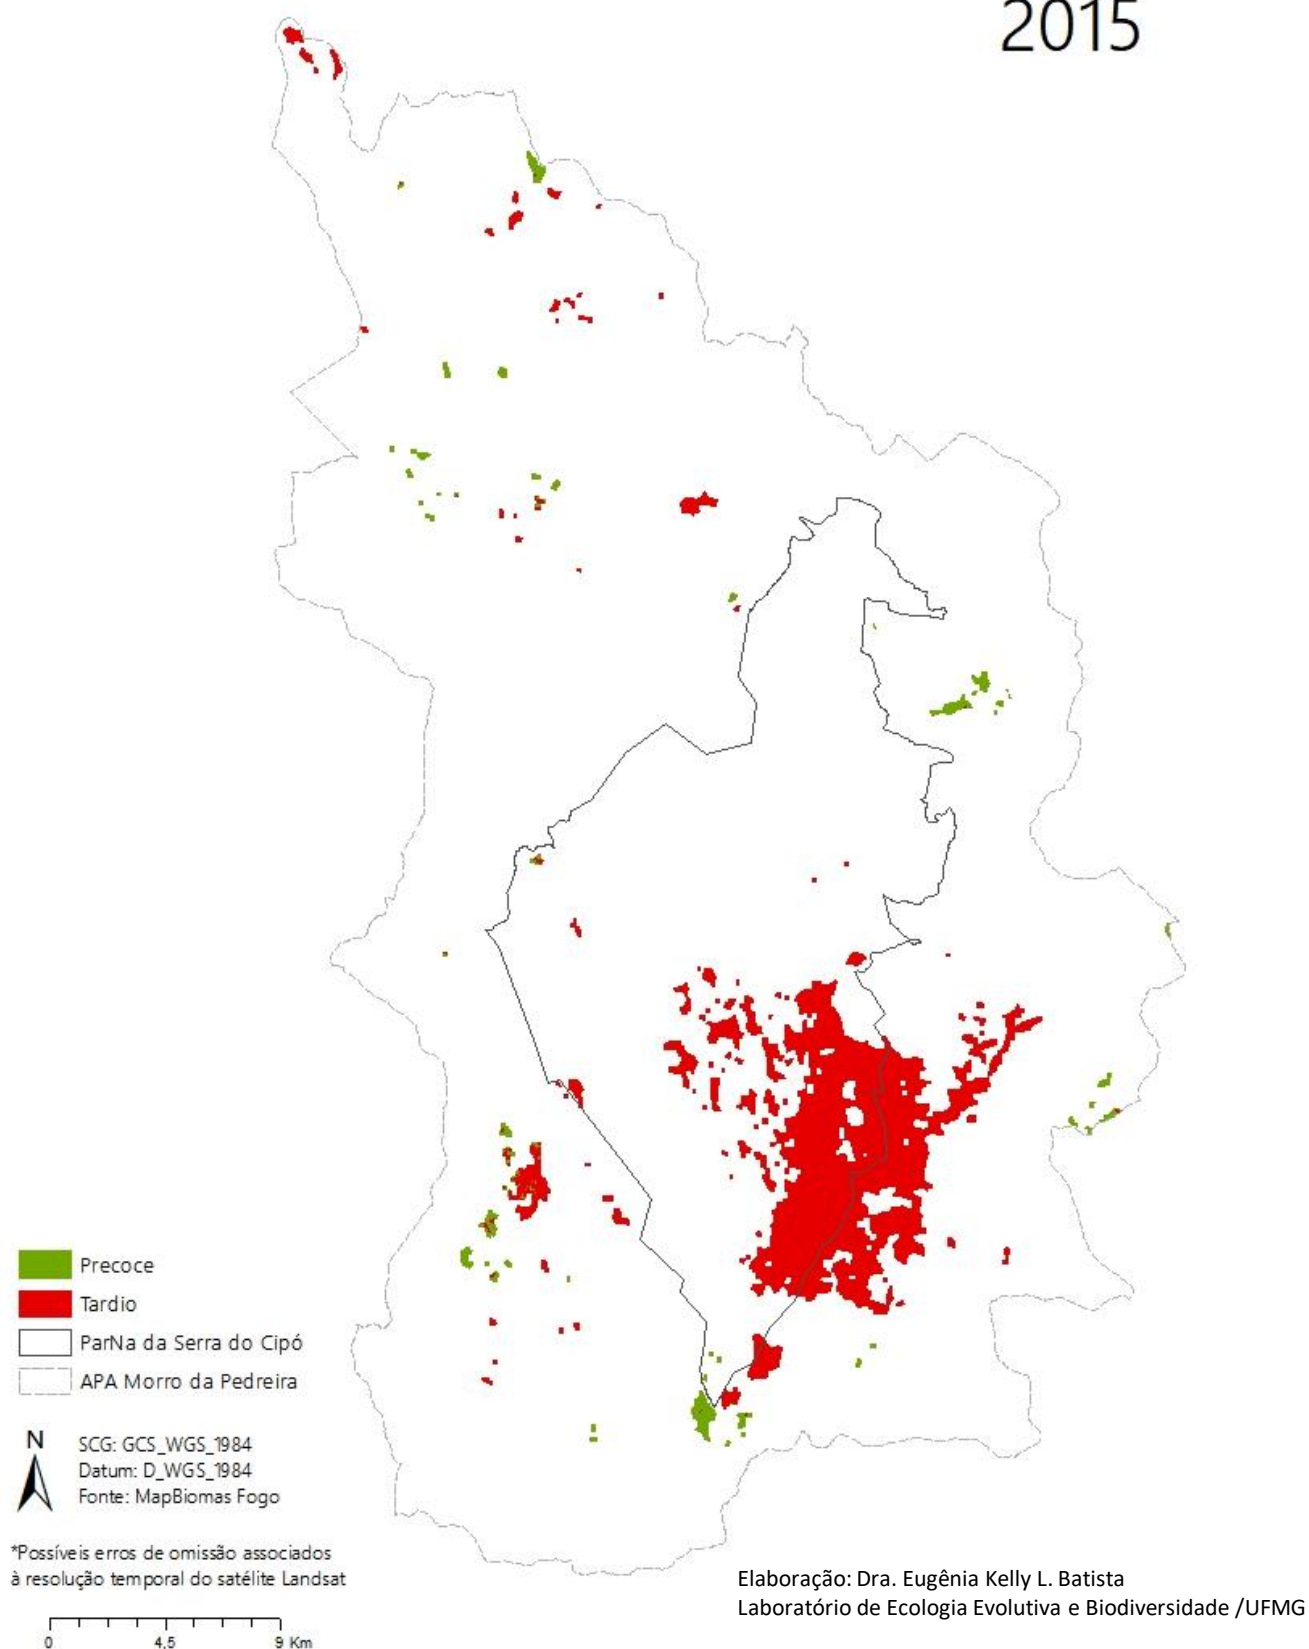 2015
Precoce
Tardio
ParNa da Serra do Cipó
APA Morro da Pedreira
N
SCG: GCS_WGS_1984
Datum: D_WGS_1984
Fonte: MapBiomas Fogo
*Possíveis erros de omissão associados
à resolução temporal do satélite Landsat
0 4,5 9 Km
Elaboração: Dra. Eugênia Kelly L. Batista
Laboratório de Ecologia Evolutiva e Biodiversidade /UFMG